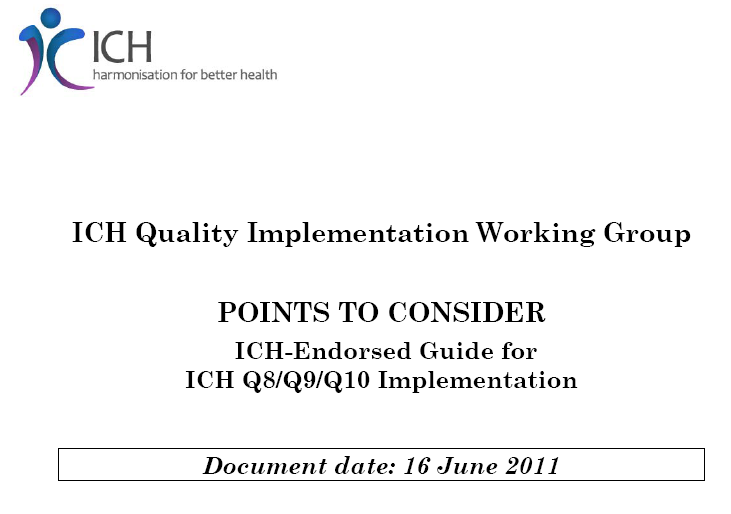 ICH
harmonisation for better health
ICH Quality Implementation Working Group
POINTS TO CONSIDER
ICH-Endorsed Guide for
ICH Q8/Q9/Q10 Implementation
Document date: 16 June 2011